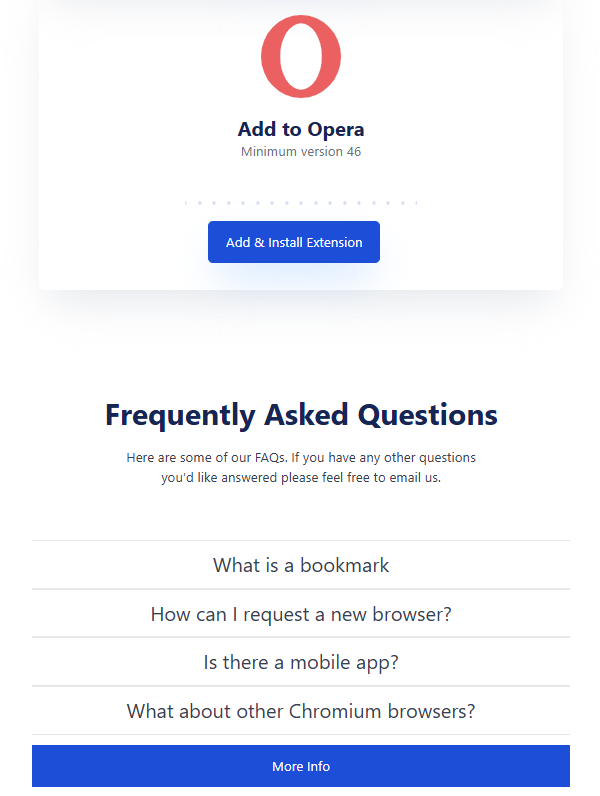 Add to Opera
Minimum version 46
Add & Install Extension
Frequently Asked Questions
Here are some of our FAQs. If you have any other questions
you'd like answered please feel free to email us.
What is a bookmark
How can I request a new browser?
Is there a mobile app?
What about other Chromium browsers?
More Info